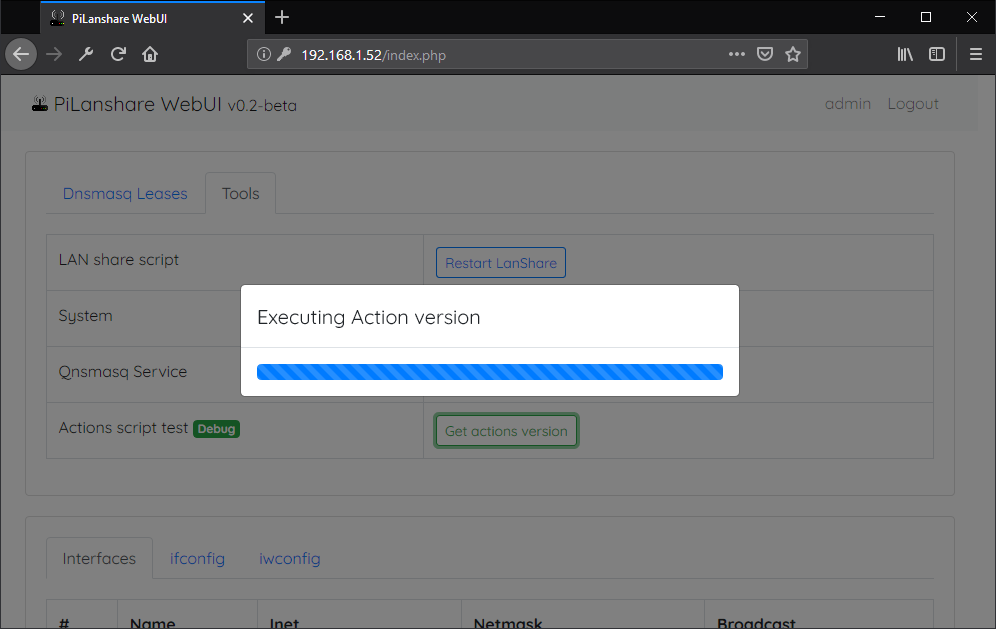 PiLanshare WebUI
192.168.1.52/index.php
PiLanshare WebUI v0.2-beta
admin Logout
Dnsmasq Leases Tools
LAN share script Restart LanShare
Executing Action version
System
Qnsmasq Service
Actions script test Debug Get actions version
Interfaces ifconfig iwconfig
# Name Inet Netmask Broadcast